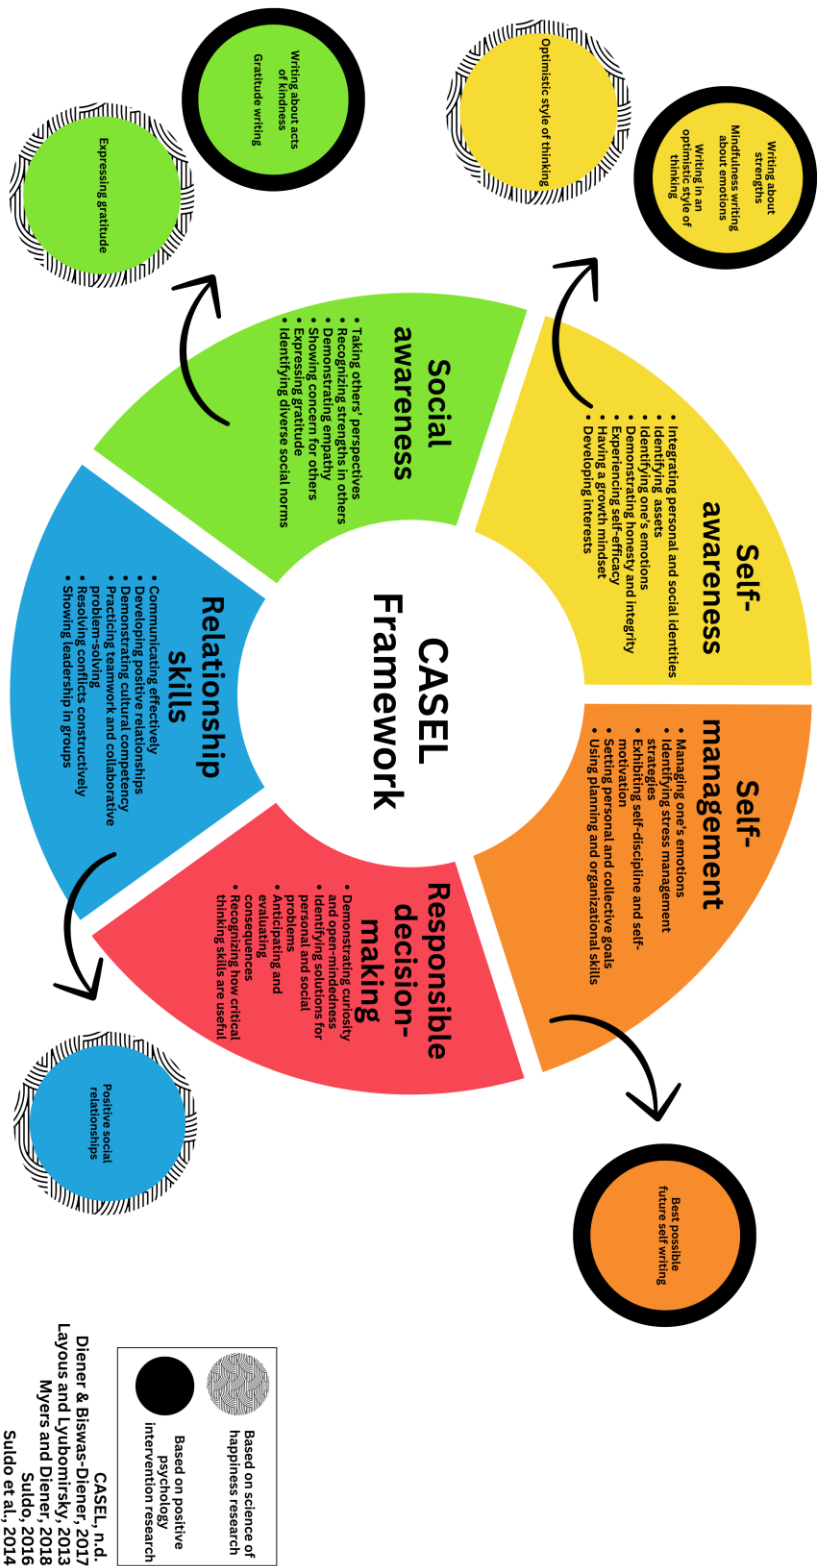 CASEL
Framework
Self-
awareness
• Integrating personal and social identities
• Identifying assets
• Identifying one's emotions
• Demonstrating honesty and integrity
• Experiencing self-efficacy
• Having a growth mindset
• Developing interests
Self-
management
• Managing one's emotions
• Identifying stress management
strategies
• Exhibiting self-discipline and self-
motivation
• Setting personal and collective goals
• Using planning and organizational skills
Responsible
decision-
making
• Demonstrating curiosity
and open-mindedness
• Identifying solutions for
personal and social
problems
• Anticipating and
evaluating
consequences
• Recognizing how critical
thinking skills are useful
Relationship
skills
• Communicating effectively
• Developing positive relationships
• Demonstrating cultural competency
• Practicing teamwork and collaborative
problem-solving
• Resolving conflicts constructively
• Showing leadership in groups
Social
awareness
• Taking others' perspectives
• Recognizing strengths in others
• Demonstrating empathy
• Showing concern for others
• Expressing gratitude
• Identifying diverse social norms
Writing about
strengths
Mindfulness writing
about emotions
Writing in an
optimistic style of
thinking
Optimistic style of thinking
Writing about acts
of kindness
Gratitude writing
Expressing gratitude
Best possible
future self writing
Positive social
relationships
Based on science of
happiness research
Based on positive
psychology
intervention research
CASEL, n.d.
Diener & Biswas-Diener, 2017
Layous and Lyubomirsky, 2013
Myers and Diener, 2018
Suldo, 2016
Suldo et al., 2014